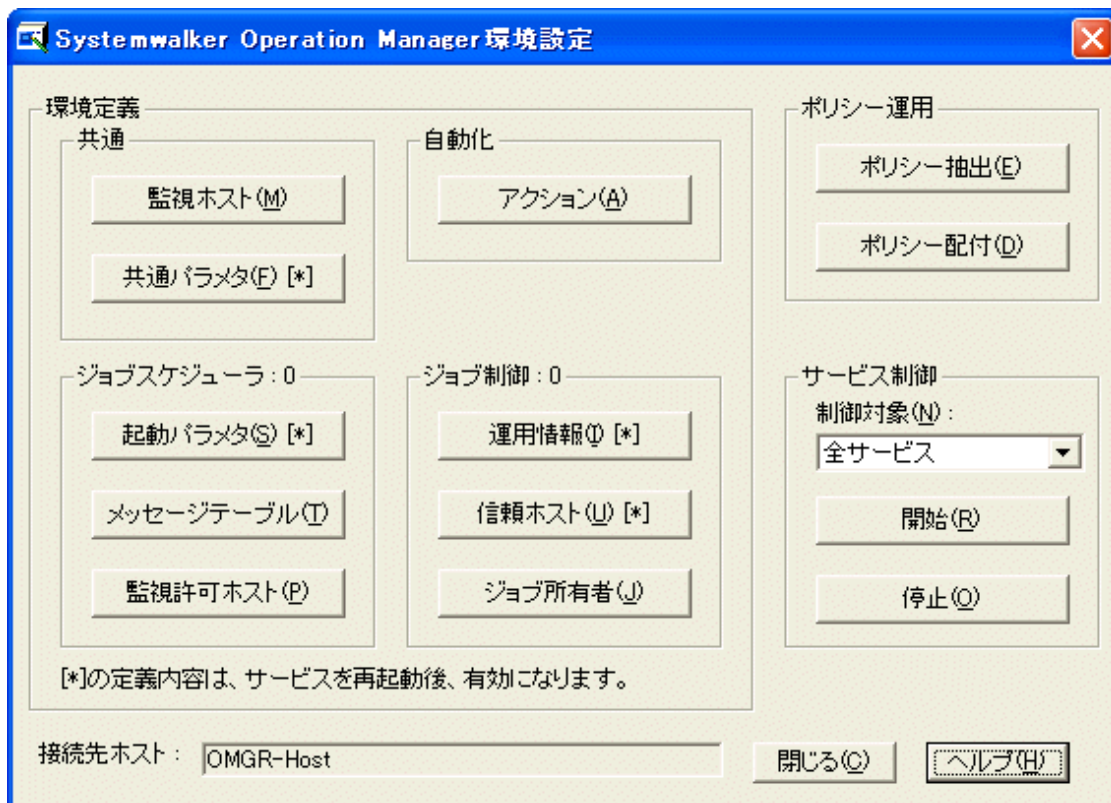 Systemwalker Operation Manager環境設定
環境定義
共通
監視ホスト(M)
共通パラメタ(F) [*]
自動化
アクション(A)
ジョブスケジューラ : 0
起動パラメタ(S) [*]
メッセージテーブル(T)
監視許可ホスト(P)
ジョブ制御 : 0
運用情報(I) [*]
信頼ホスト(U) [*]
ジョブ所有者(J)
[*]の定義内容は、サービスを再起動後、有効になります。
ポリシー運用
ポリシー抽出(E)
ポリシー配付(D)
サービス制御
制御対象(N) :
全サービス
開始(R)
停止(O)
接続先ホスト : OMGR-Host
閉じる(C)
ヘルプ(H)